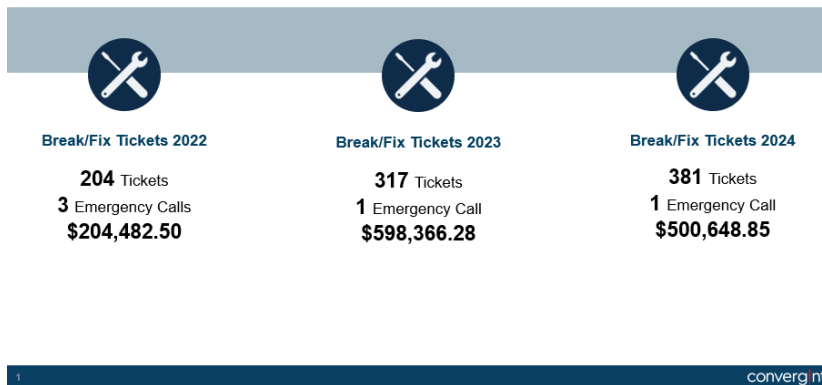 Break/Fix Tickets 2022
204 Tickets
3 Emergency Calls
$204,482.50
Break/Fix Tickets 2023
317 Tickets
1 Emergency Call
$598,366.28
Break/Fix Tickets 2024
381 Tickets
1 Emergency Call
$500,648.85
1
convergint